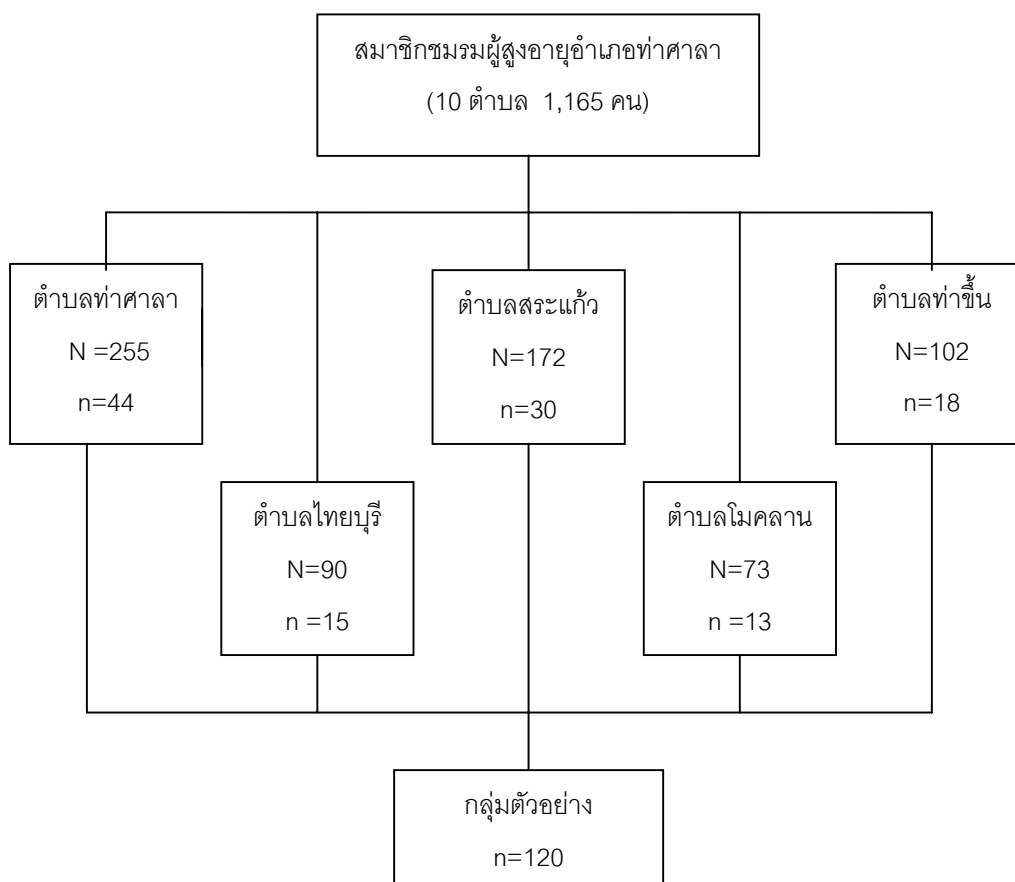 สมาชิกชมรมผู้สูงอายุอำเภอท่าศาลา
(10 ตำบล 1,165 คน)
ตำบลท่าศาลา
N =255
n=44
ตำบลสระแก้ว
N=172
n=30
ตำบลท่าขึ้น
N=102
n=18
ตำบลไทยบุรี
N=90
n =15
ตำบลโมคลาน
N=73
n =13
กลุ่มตัวอย่าง
n=120